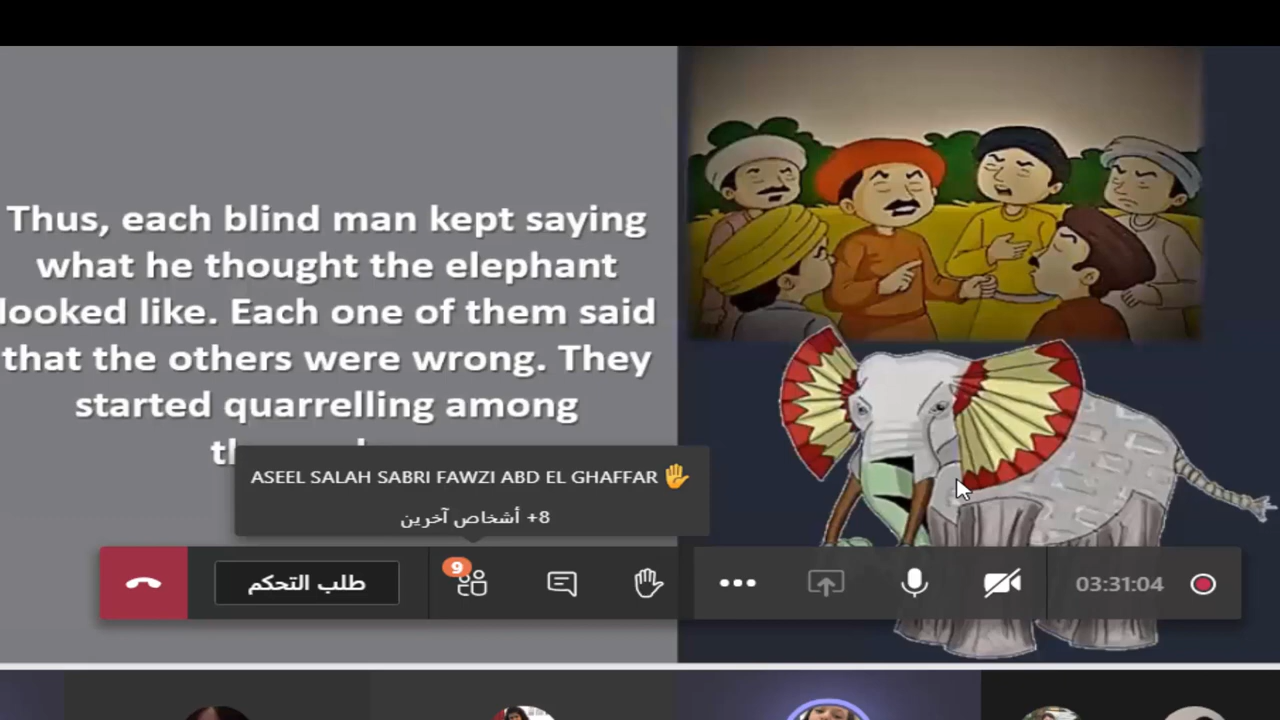 Thus, each blind man kept saying
what he thought the elephant
looked like. Each one of them said
that the others were wrong. They
started quarrelling among
ASEEL SALAH SABRI FAWZI ABD EL GHAFFAR 🖐
+8 أشخاص آخرين
طلب التحكم
9
03:31:04